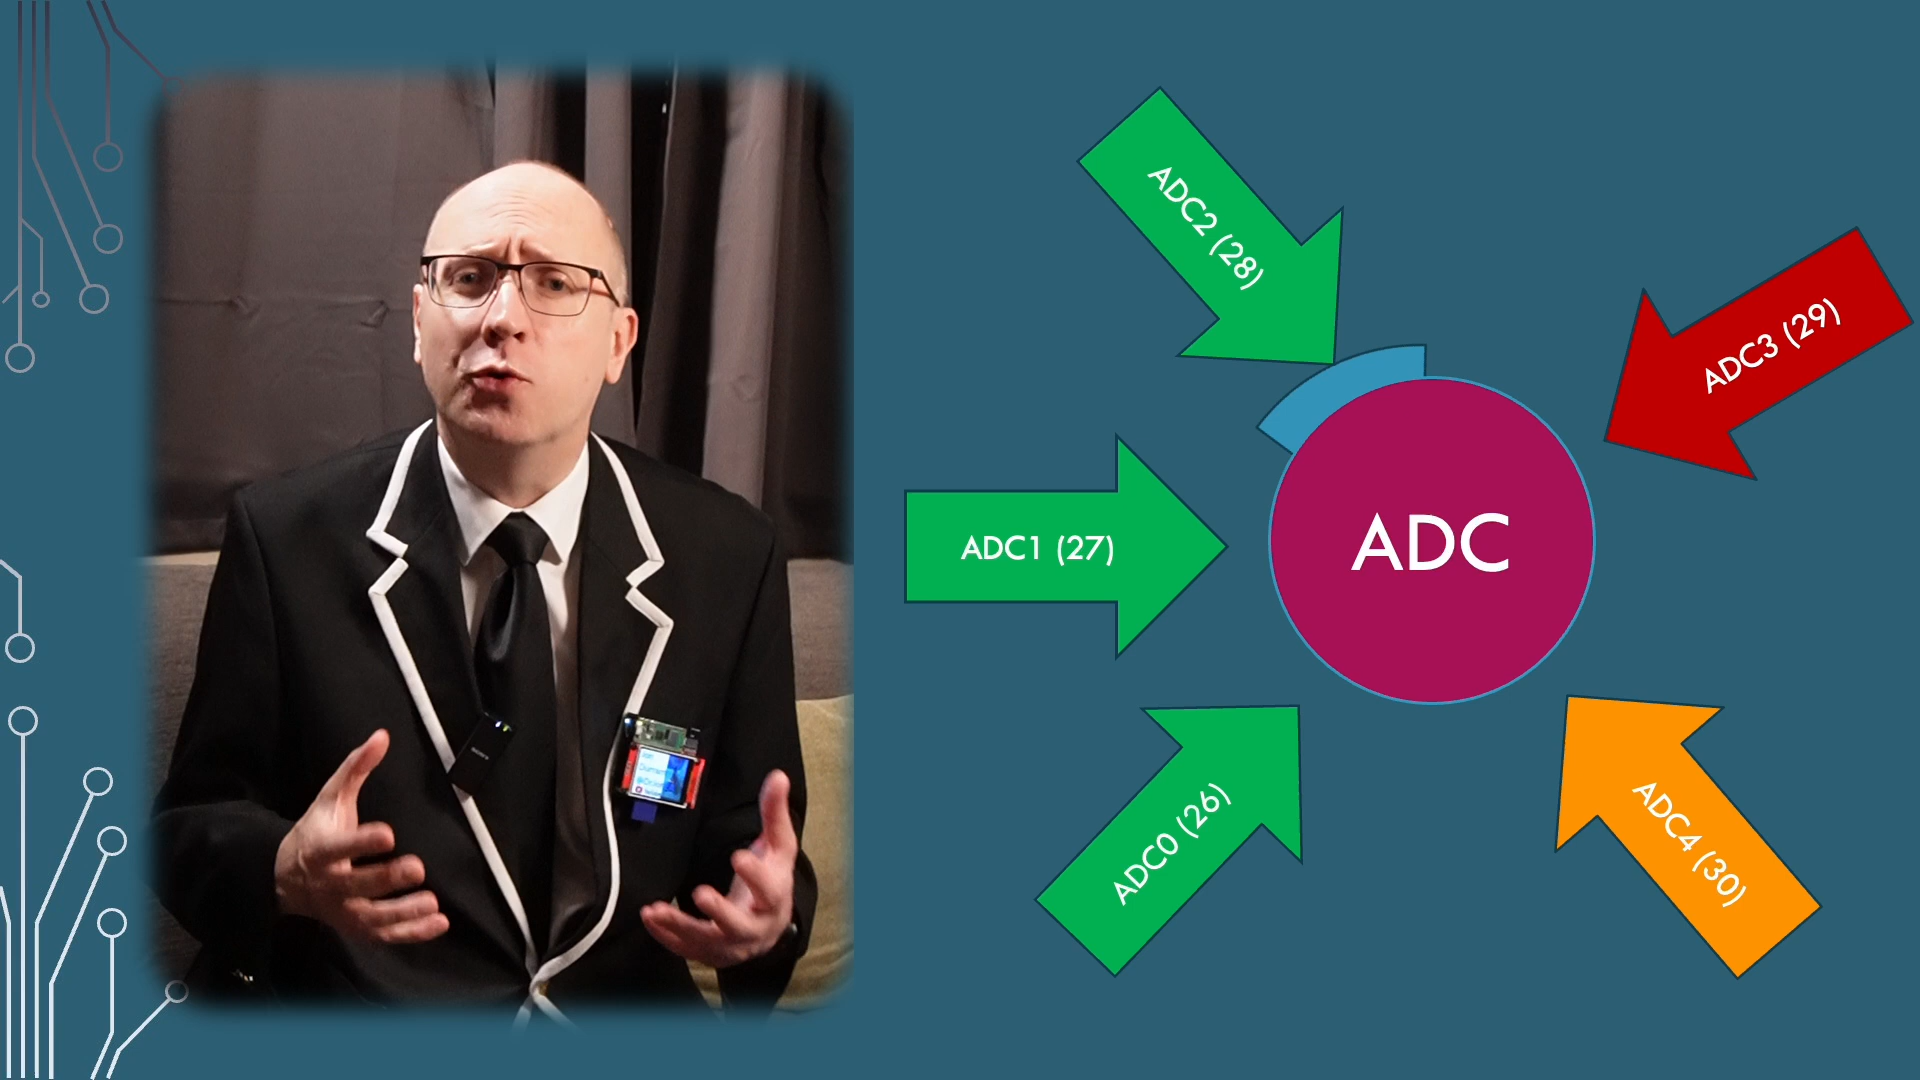 ADC2 (28)
ADC3 (29)
ADC1 (27)
ADC
ADC0 (26)
ADC4 (30)